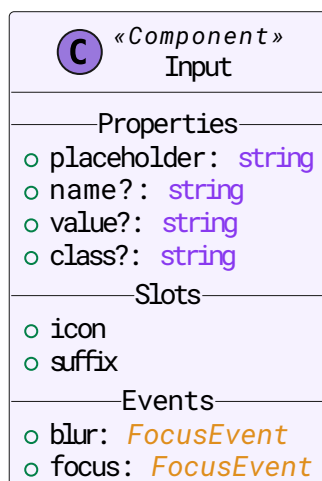 C
«Component»
Input
Properties
placeholder: string
name?: string
value?: string
class?: string
Slots
icon
suffix
Events
blur: FocusEvent
focus: FocusEvent